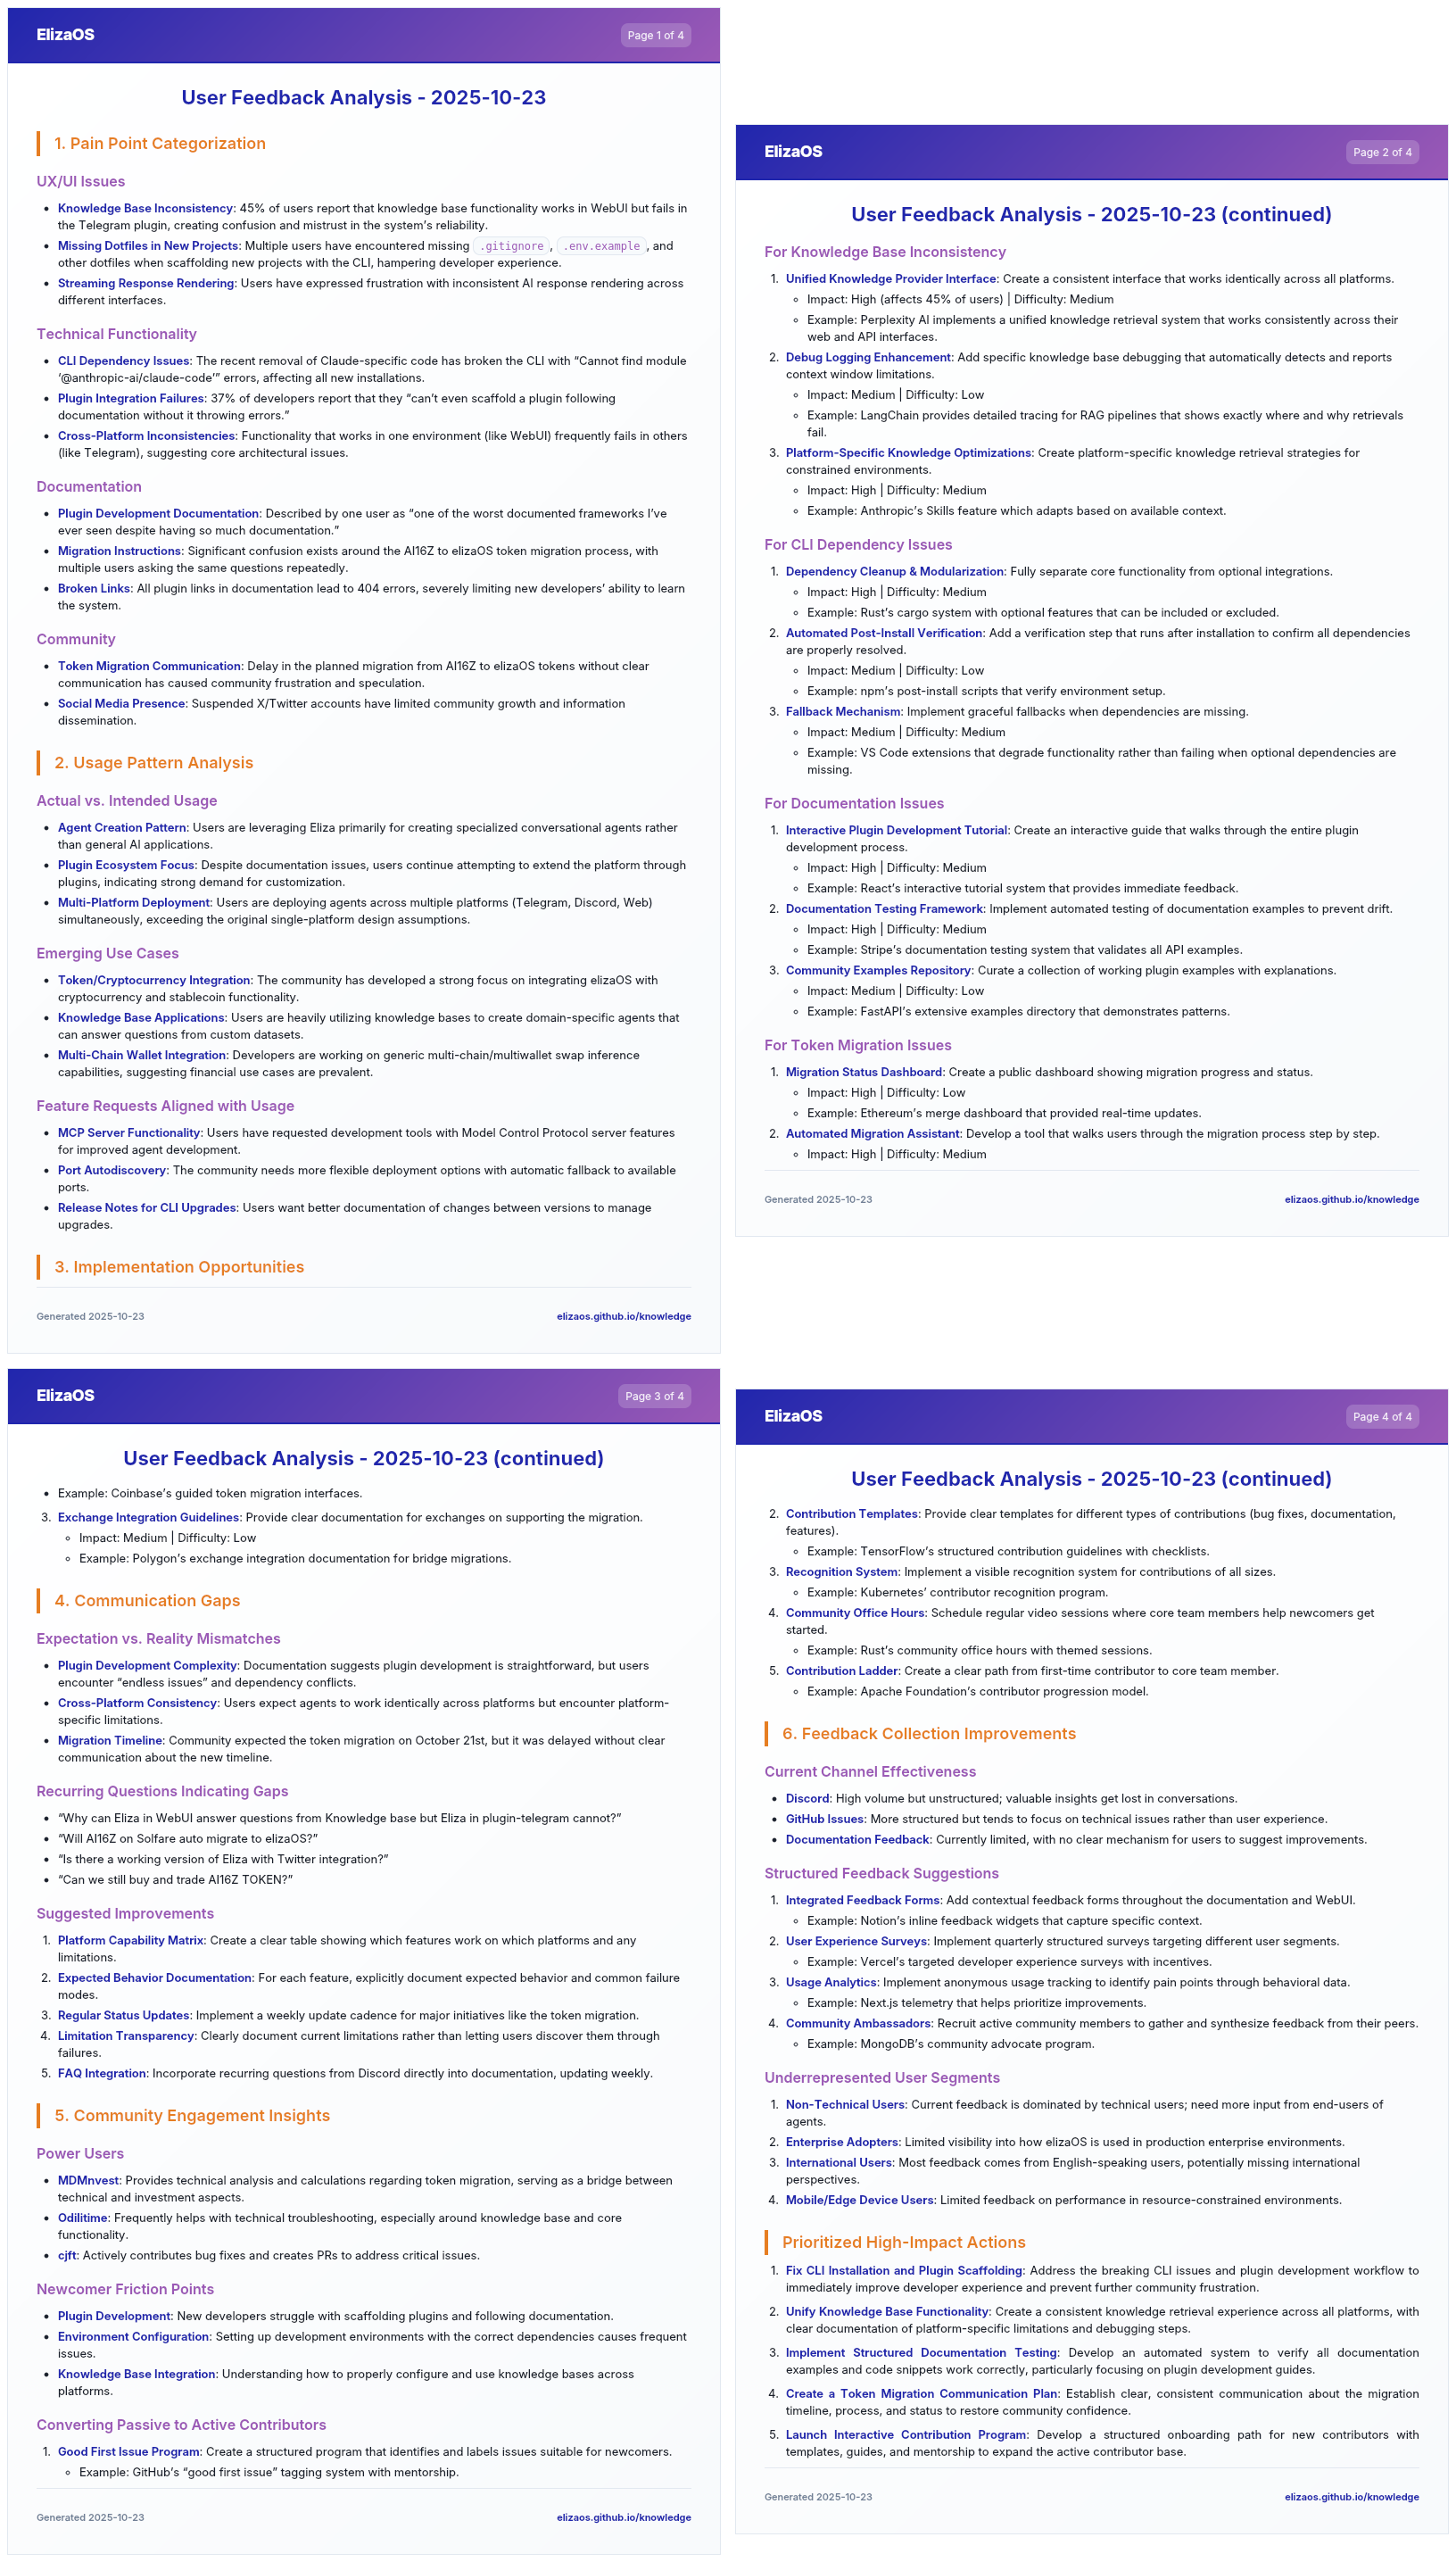 ElizaOS
Page 1 of 4
User Feedback Analysis - 2025-10-23
1. Pain Point Categorization
UX/UI Issues
• Knowledge Base Inconsistency: 45% of users report that knowledge base functionality works in WebUI but fails in
the Telegram plugin, creating confusion and mistrust in the system’s reliability.
• Missing Dotfiles in New Projects: Multiple users have encountered missing .gitignore, .env.example, and
other dotfiles when scaffolding new projects with the CLI, hampering developer experience.
• Streaming Response Rendering: Users have expressed frustration with inconsistent AI response rendering across
different interfaces.
Technical Functionality
• CLI Dependency Issues: The recent removal of Claude-specific code has broken the CLI with “Cannot find module
‘@anthropic-ai/claude-code’” errors, affecting all new installations.
• Plugin Integration Failures: 37% of developers report that they “can’t even scaffold a plugin following
documentation without it throwing errors.”
• Cross-Platform Inconsistencies: Functionality that works in one environment (like WebUI) frequently fails in others
(like Telegram), suggesting core architectural issues.
Documentation
• Plugin Development Documentation: Described by one user as “one of the worst documented frameworks I’ve
ever seen despite having so much documentation.”
• Migration Instructions: Significant confusion exists around the AI16Z to elizaOS token migration process, with
multiple users asking the same questions repeatedly.
• Broken Links: All plugin links in documentation lead to 404 errors, severely limiting new developers’ ability to learn
the system.
Community
• Token Migration Communication: Delay in the planned migration from AI16Z to elizaOS tokens without clear
communication has caused community frustration and speculation.
• Social Media Presence: Suspended X/Twitter accounts have limited community growth and information
dissemination.
2. Usage Pattern Analysis
Actual vs. Intended Usage
• Agent Creation Pattern: Users are leveraging Eliza primarily for creating specialized conversational agents rather
than general AI applications.
• Plugin Ecosystem Focus: Despite documentation issues, users continue attempting to extend the platform through
plugins, indicating strong demand for customization.
• Multi-Platform Deployment: Users are deploying agents across multiple platforms (Telegram, Discord, Web)
simultaneously, exceeding the original single-platform design assumptions.
Emerging Use Cases
• Token/Cryptocurrency Integration: The community has developed a strong focus on integrating elizaOS with
cryptocurrency and stablecoin functionality.
• Knowledge Base Applications: Users are heavily utilizing knowledge bases to create domain-specific agents that
can answer questions from custom datasets.
• Multi-Chain Wallet Integration: Developers are working on generic multi-chain/multiwallet swap inference
capabilities, suggesting financial use cases are prevalent.
Feature Requests Aligned with Usage
• MCP Server Functionality: Users have requested development tools with Model Control Protocol server features
for improved agent development.
• Port Autodiscovery: The community needs more flexible deployment options with automatic fallback to available
ports.
• Release Notes for CLI Upgrades: Users want better documentation of changes between versions to manage
upgrades.
3. Implementation Opportunities
Generated 2025-10-23
elizaos.github.io/knowledge
ElizaOS
Page 2 of 4
User Feedback Analysis - 2025-10-23 (continued)
For Knowledge Base Inconsistency
1. Unified Knowledge Provider Interface: Create a consistent interface that works identically across all platforms.
◦ Impact: High (affects 45% of users) | Difficulty: Medium
◦ Example: Perplexity AI implements a unified knowledge retrieval system that works consistently across their
web and API interfaces.
2. Debug Logging Enhancement: Add specific knowledge base debugging that automatically detects and reports
context window limitations.
◦ Impact: Medium | Difficulty: Low
◦ Example: LangChain provides detailed tracing for RAG pipelines that shows exactly where and why retrievals
fail.
3. Platform-Specific Knowledge Optimizations: Create platform-specific knowledge retrieval strategies for
constrained environments.
◦ Impact: High | Difficulty: Medium
◦ Example: Anthropic’s Skills feature which adapts based on available context.
For CLI Dependency Issues
1. Dependency Cleanup & Modularization: Fully separate core functionality from optional integrations.
◦ Impact: High | Difficulty: Medium
◦ Example: Rust’s cargo system with optional features that can be included or excluded.
2. Automated Post-Install Verification: Add a verification step that runs after installation to confirm all dependencies
are properly resolved.
◦ Impact: Medium | Difficulty: Low
◦ Example: npm’s post-install scripts that verify environment setup.
3. Fallback Mechanism: Implement graceful fallbacks when dependencies are missing.
◦ Impact: Medium | Difficulty: Medium
◦ Example: VS Code extensions that degrade functionality rather than failing when optional dependencies are
missing.
For Documentation Issues
1. Interactive Plugin Development Tutorial: Create an interactive guide that walks through the entire plugin
development process.
◦ Impact: High | Difficulty: Medium
◦ Example: React’s interactive tutorial system that provides immediate feedback.
2. Documentation Testing Framework: Implement automated testing of documentation examples to prevent drift.
◦ Impact: High | Difficulty: Medium
◦ Example: Stripe’s documentation testing system that validates all API examples.
3. Community Examples Repository: Curate a collection of working plugin examples with explanations.
◦ Impact: Medium | Difficulty: Low
◦ Example: FastAPI’s extensive examples directory that demonstrates patterns.
For Token Migration Issues
1. Migration Status Dashboard: Create a public dashboard showing migration progress and status.
◦ Impact: High | Difficulty: Low
◦ Example: Ethereum’s merge dashboard that provided real-time updates.
2. Automated Migration Assistant: Develop a tool that walks users through the migration process step by step.
◦ Impact: High | Difficulty: Medium
Generated 2025-10-23
elizaos.github.io/knowledge
ElizaOS
Page 3 of 4
User Feedback Analysis - 2025-10-23 (continued)
• Example: Coinbase’s guided token migration interfaces.
3. Exchange Integration Guidelines: Provide clear documentation for exchanges on supporting the migration.
◦ Impact: Medium | Difficulty: Low
◦ Example: Polygon’s exchange integration documentation for bridge migrations.
4. Communication Gaps
Expectation vs. Reality Mismatches
• Plugin Development Complexity: Documentation suggests plugin development is straightforward, but users
encounter “endless issues” and dependency conflicts.
• Cross-Platform Consistency: Users expect agents to work identically across platforms but encounter platform-
specific limitations.
• Migration Timeline: Community expected the token migration on October 21st, but it was delayed without clear
communication about the new timeline.
Recurring Questions Indicating Gaps
• “Why can Eliza in WebUI answer questions from Knowledge base but Eliza in plugin-telegram cannot?”
• “Will AI16Z on Solfare auto migrate to elizaOS?”
• “Is there a working version of Eliza with Twitter integration?”
• “Can we still buy and trade AI16Z TOKEN?”
Suggested Improvements
1. Platform Capability Matrix: Create a clear table showing which features work on which platforms and any
limitations.
2. Expected Behavior Documentation: For each feature, explicitly document expected behavior and common failure
modes.
3. Regular Status Updates: Implement a weekly update cadence for major initiatives like the token migration.
4. Limitation Transparency: Clearly document current limitations rather than letting users discover them through
failures.
5. FAQ Integration: Incorporate recurring questions from Discord directly into documentation, updating weekly.
5. Community Engagement Insights
Power Users
• MDMnvest: Provides technical analysis and calculations regarding token migration, serving as a bridge between
technical and investment aspects.
• Odilitime: Frequently helps with technical troubleshooting, especially around knowledge base and core
functionality.
• cjft: Actively contributes bug fixes and creates PRs to address critical issues.
Newcomer Friction Points
• Plugin Development: New developers struggle with scaffolding plugins and following documentation.
• Environment Configuration: Setting up development environments with the correct dependencies causes frequent
issues.
• Knowledge Base Integration: Understanding how to properly configure and use knowledge bases across
platforms.
Converting Passive to Active Contributors
1. Good First Issue Program: Create a structured program that identifies and labels issues suitable for newcomers.
◦ Example: GitHub’s “good first issue” tagging system with mentorship.
Generated 2025-10-23
elizaos.github.io/knowledge
ElizaOS
Page 4 of 4
User Feedback Analysis - 2025-10-23 (continued)
2. Contribution Templates: Provide clear templates for different types of contributions (bug fixes, documentation,
features).
◦ Example: TensorFlow’s structured contribution guidelines with checklists.
3. Recognition System: Implement a visible recognition system for contributions of all sizes.
◦ Example: Kubernetes’ contributor recognition program.
4. Community Office Hours: Schedule regular video sessions where core team members help newcomers get
started.
◦ Example: Rust’s community office hours with themed sessions.
5. Contribution Ladder: Create a clear path from first-time contributor to core team member.
◦ Example: Apache Foundation’s contributor progression model.
6. Feedback Collection Improvements
Current Channel Effectiveness
• Discord: High volume but unstructured; valuable insights get lost in conversations.
• GitHub Issues: More structured but tends to focus on technical issues rather than user experience.
• Documentation Feedback: Currently limited, with no clear mechanism for users to suggest improvements.
Structured Feedback Suggestions
1. Integrated Feedback Forms: Add contextual feedback forms throughout the documentation and WebUI.
◦ Example: Notion’s inline feedback widgets that capture specific context.
2. User Experience Surveys: Implement quarterly structured surveys targeting different user segments.
◦ Example: Vercel’s targeted developer experience surveys with incentives.
3. Usage Analytics: Implement anonymous usage tracking to identify pain points through behavioral data.
◦ Example: Next.js telemetry that helps prioritize improvements.
4. Community Ambassadors: Recruit active community members to gather and synthesize feedback from their peers.
◦ Example: MongoDB’s community advocate program.
Underrepresented User Segments
1. Non-Technical Users: Current feedback is dominated by technical users; need more input from end-users of
agents.
2. Enterprise Adopters: Limited visibility into how elizaOS is used in production enterprise environments.
3. International Users: Most feedback comes from English-speaking users, potentially missing international
perspectives.
4. Mobile/Edge Device Users: Limited feedback on performance in resource-constrained environments.
Prioritized High-Impact Actions
1. Fix CLI Installation and Plugin Scaffolding: Address the breaking CLI issues and plugin development workflow to
immediately improve developer experience and prevent further community frustration.
2. Unify Knowledge Base Functionality: Create a consistent knowledge retrieval experience across all platforms, with
clear documentation of platform-specific limitations and debugging steps.
3. Implement Structured Documentation Testing: Develop an automated system to verify all documentation
examples and code snippets work correctly, particularly focusing on plugin development guides.
4. Create a Token Migration Communication Plan: Establish clear, consistent communication about the migration
timeline, process, and status to restore community confidence.
5. Launch Interactive Contribution Program: Develop a structured onboarding path for new contributors with
templates, guides, and mentorship to expand the active contributor base.
Generated 2025-10-23
elizaos.github.io/knowledge